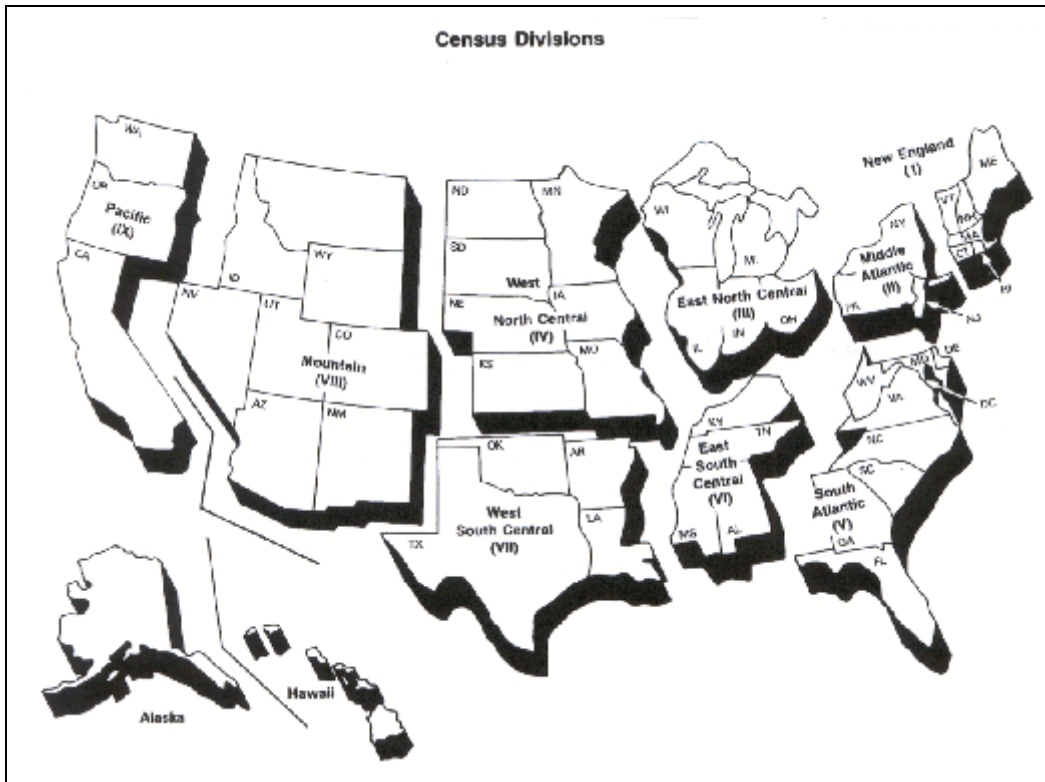 Census Divisions
WA
OR
Pacific
(IX)
CA
NV
ID
UT
WY
CO
Mountain
(VIII)
AZ
NM
ND
SD
NE
KS
MN
IA
MO
West
North Central
(IV)
OK
AR
LA
TX
West
South Central
(VII)
WI
MI
IL
IN
OH
East North Central
(III)
KY
TN
MS
AL
East
South
Central
(VI)
New England
(I)
ME
VT
NH
MA
CT
RI
NY
Middle
Atlantic
(II)
PA
NJ
DE
WV
VA
DC
NC
SC
South
Atlantic
(V)
GA
FL
Alaska
Hawaii